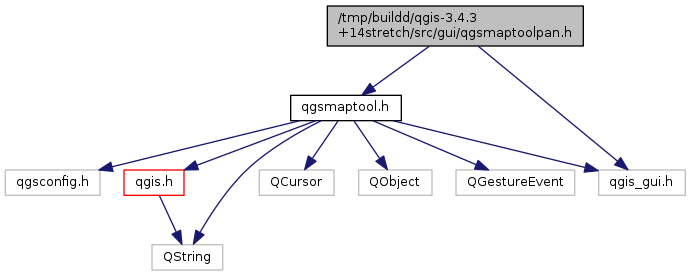 /tmp/buildd/qgis-3.4.3
+14stretch/src/gui/qgsmaptoolpan.h
qgsmaptool.h
qgsconfig.h
qgis.h
QCursor
QObject
QGestureEvent
qgis_gui.h
QString